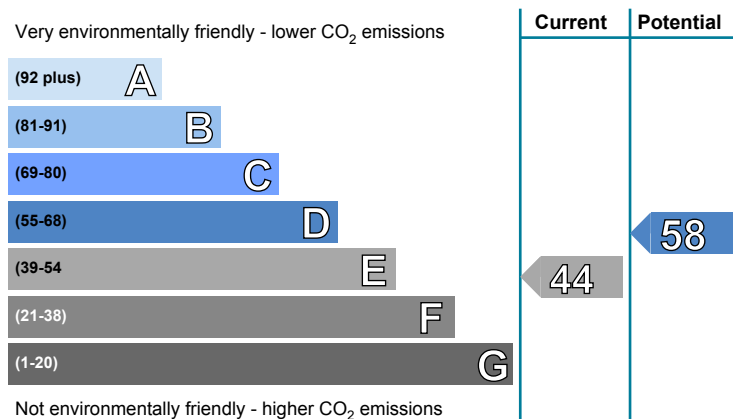 Current Potential
Very environmentally friendly - lower CO2 emissions
(92 plus) A
(81-91) B
(69-80) C
(55-68) D
58
(39-54 E
44
(21-38) F
(1-20) G
Not environmentally friendly - higher CO2 emissions